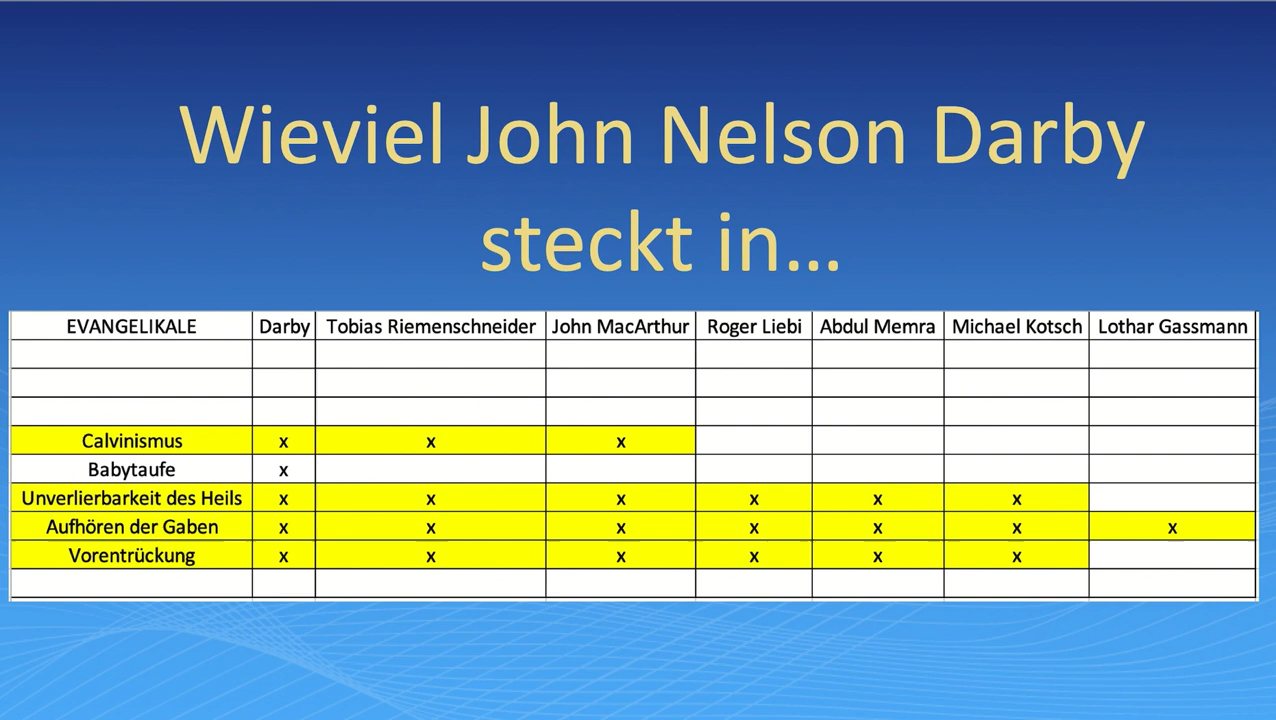 Wieviel John Nelson Darby
steckt in...
EVANGELIKALE Darby Tobias Riemenschneider John MacArthur Roger Liebi Abdul Memra Michael Kotsch Lothar Gassmann
Calvinismus x x x
Babytaufe x
Unverlierbarkeit des Heils x x x x x x
Aufhören der Gaben x x x x x x x
Vorentrückung x x x x x x